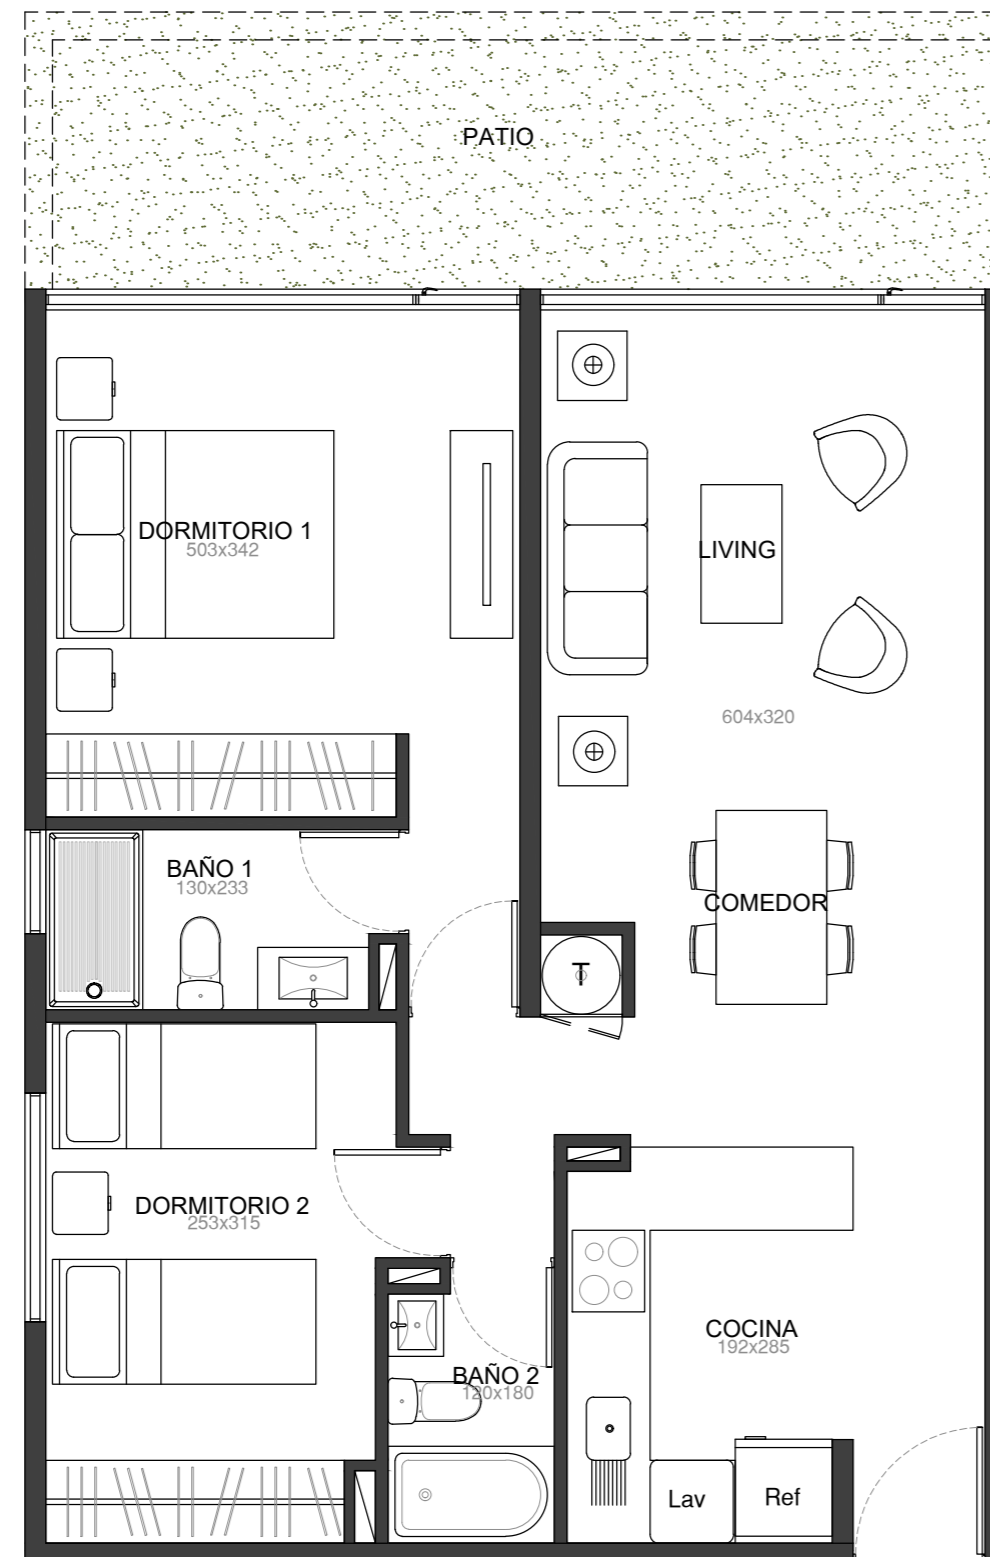 PATIO
DORMITORIO 1
503x342
LIVING
604x320
BAÑO 1
130x233
COMEDOR
T
DORMITORIO 2
253x315
COCINA
192x285
BAÑO 2
120x180
Lav
Ref